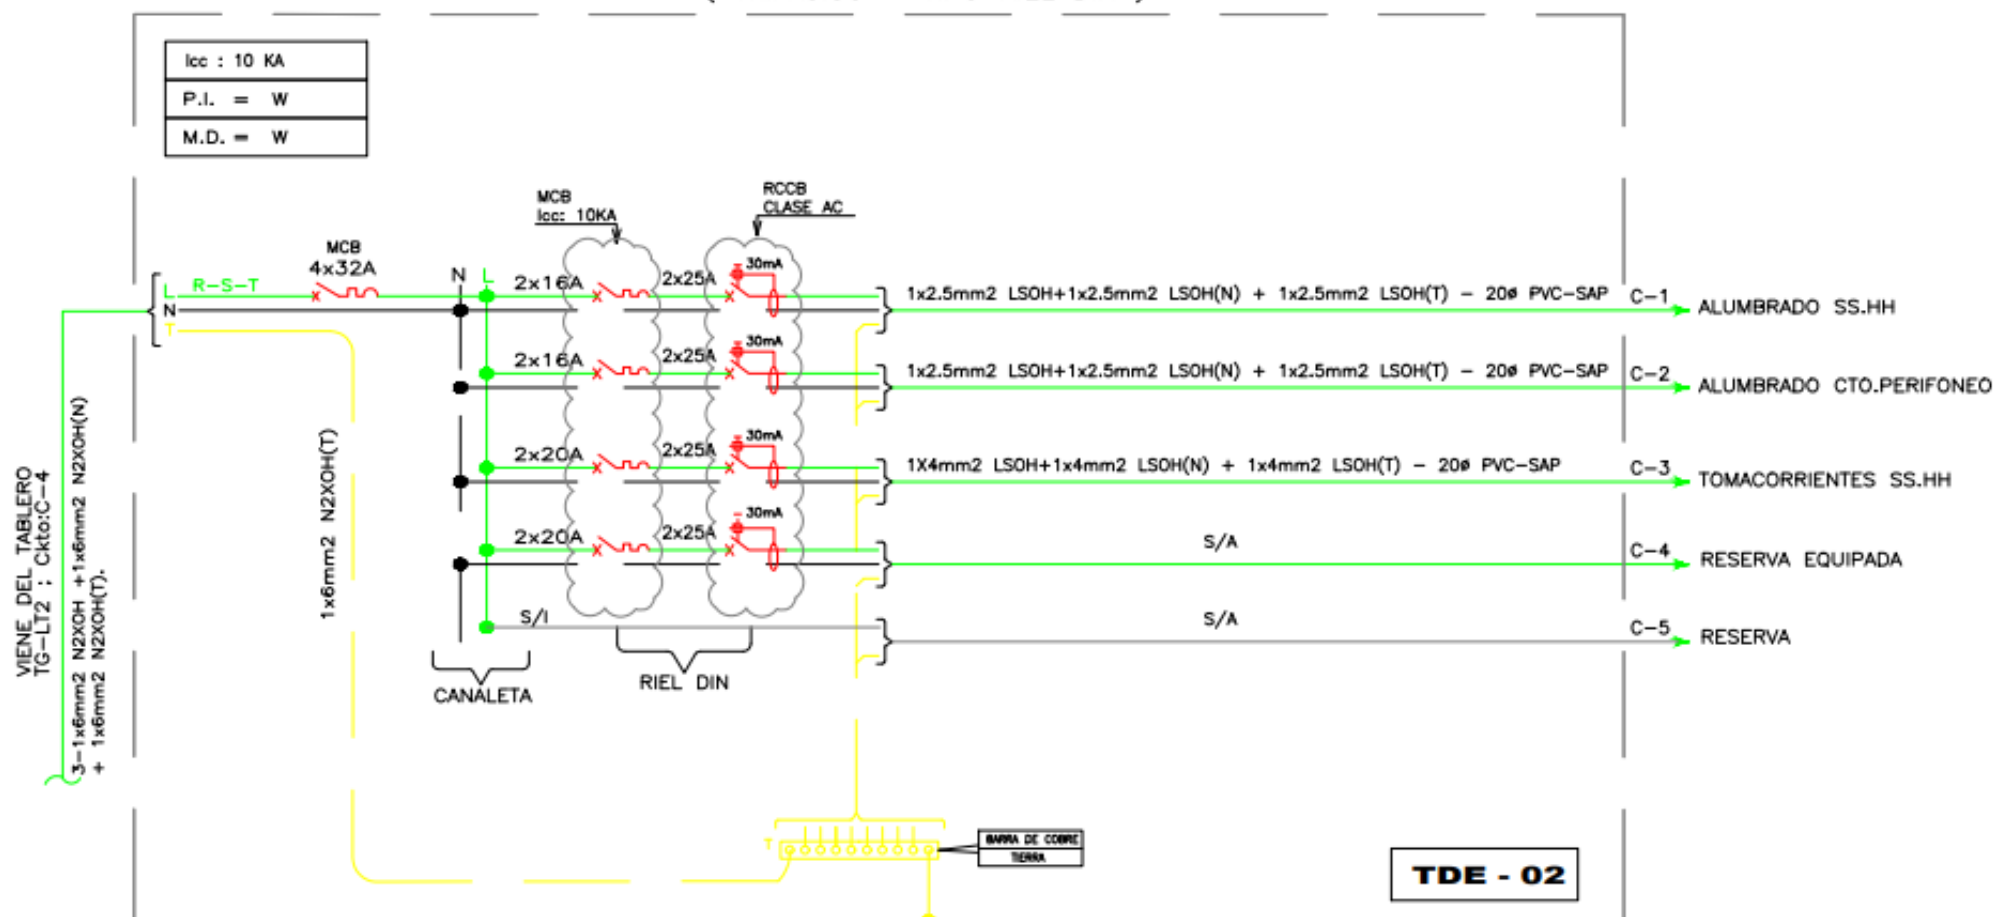 Icc : 10 KA
P.I. = W
M.D. = W
MCB
Icc: 10KA
RCCB
CLASE AC
MCB
4x32A
N
L
L
R-S-T
N
T
2x16A
2x25A
30mA
1x2.5mm2 LSOH+1x2.5mm2 LSOH(N) + 1x2.5mm2 LSOH(T) - 20ø PVC-SAP
C-1
ALUMBRADO SS.HH
2x16A
2x25A
30mA
1x2.5mm2 LSOH+1x2.5mm2 LSOH(N) + 1x2.5mm2 LSOH(T) - 20ø PVC-SAP
C-2
ALUMBRADO CTO.PERIFONEO
2x20A
2x25A
30mA
1X4mm2 LSOH+1x4mm2 LSOH(N) + 1x4mm2 LSOH(T) - 20ø PVC-SAP
C-3
TOMACORRIENTES SS.HH
2x20A
2x25A
30mA
S/A
C-4
RESERVA EQUIPADA
S/I
S/A
C-5
RESERVA
CANALETA
RIEL DIN
VIENE DEL TABLERO
TG-LT2 : Ckto:C-4
3-1x6mm2 N2XOH +1x6mm2 N2XOH(N)
+ 1x6mm2 N2XOH(T).
1x6mm2 N2XOH(T)
T
BARRA DE COBRE
TIERRA
TDE - 02